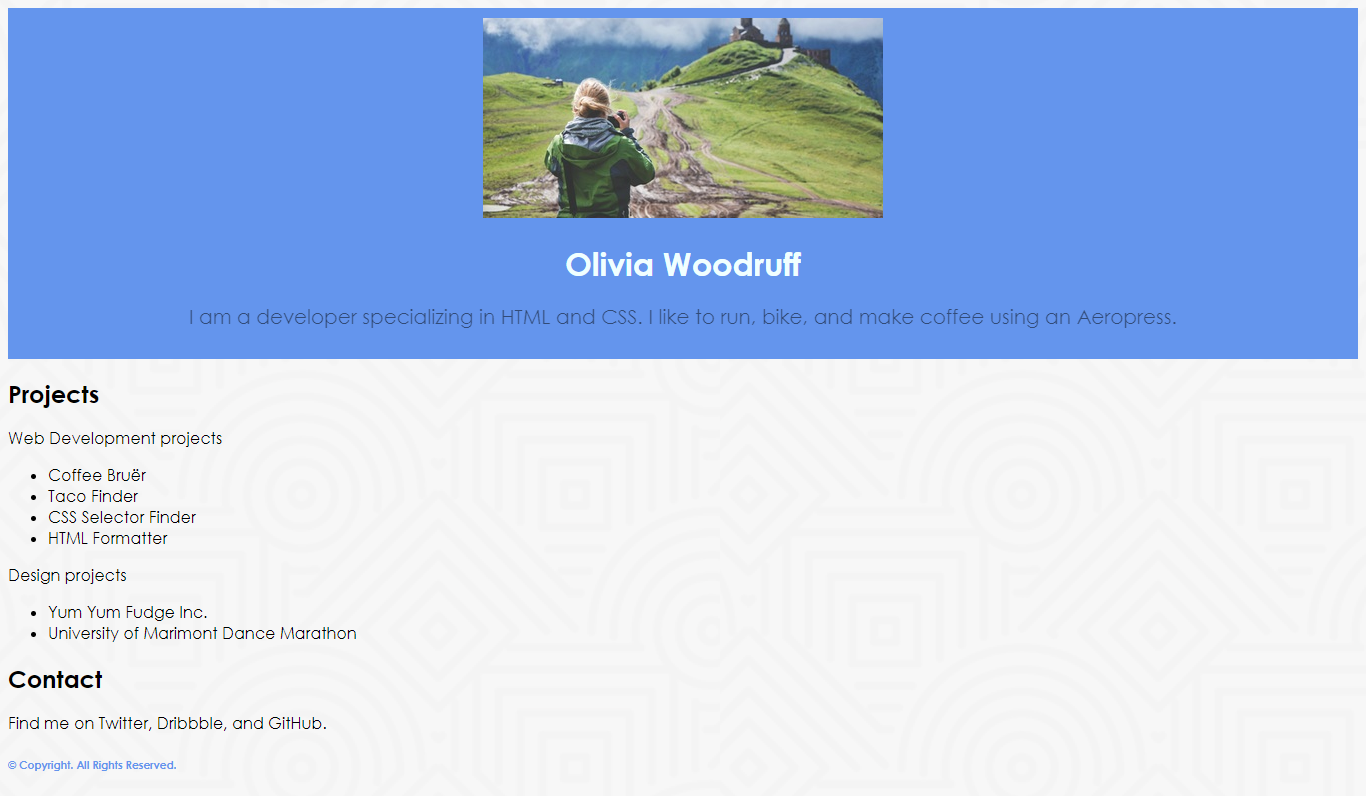 Olivia Woodruff
I am a developer specializing in HTML and CSS. I like to run, bike, and make coffee using an Aeropress.
Projects
Web Development projects
• Coffee Bruër
• Taco Finder
• CSS Selector Finder
• HTML Formatter
Design projects
• Yum Yum Fudge Inc.
• University of Marimont Dance Marathon
Contact
Find me on Twitter, Dribbble, and GitHub.
© Copyright. All Rights Reserved.